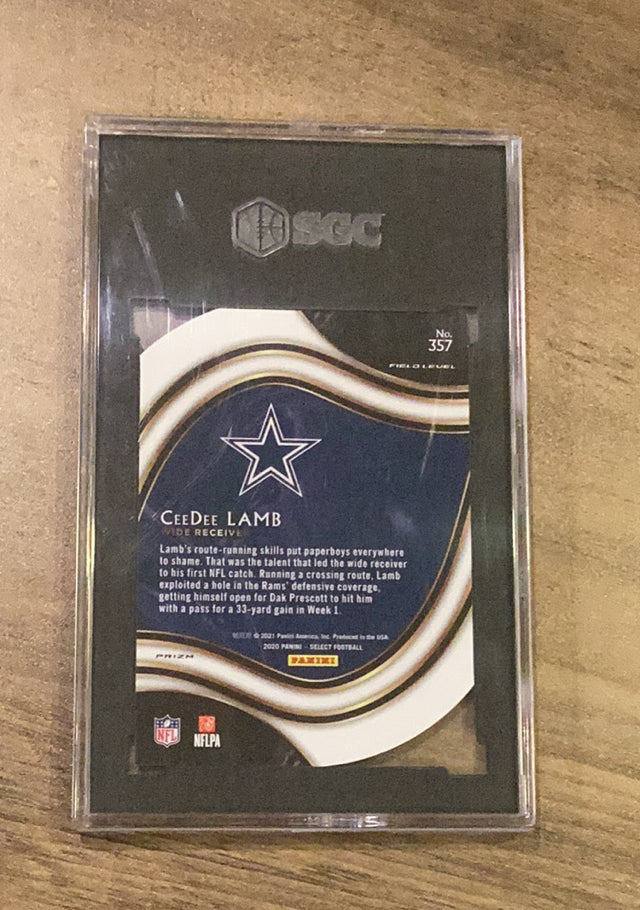 SGC
No.
357
FIELD LEVEL
CEEDEE LAMB
WIDE RECEIVER
Lamb's route-running skills put paperboys everywhere
to shame. That was the talent that led the wide receiver
to his first NFL catch. Running a crossing route, Lamb
exploited a hole in the Rams' defensive coverage,
getting himself open for Dak Prescott to hit him
with a pass for a 33-yard gain in Week 1.
© 2021 Panini America, Inc. Produced in the USA.
2020 PANINI - SELECT FOOTBALL
PANINI
PRIZM
NFL
NFLPA